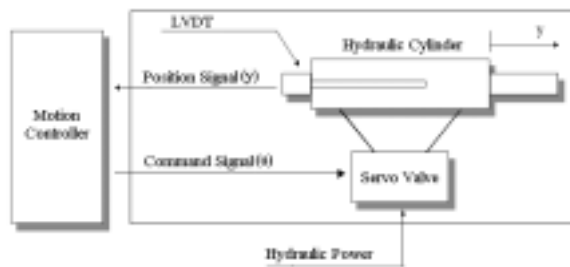 LVDT
Hydraulic Cylinder
y
Position Signal(y)
Motion
Controller
Command Signal(u)
Servo Valve
Hydraulic Power